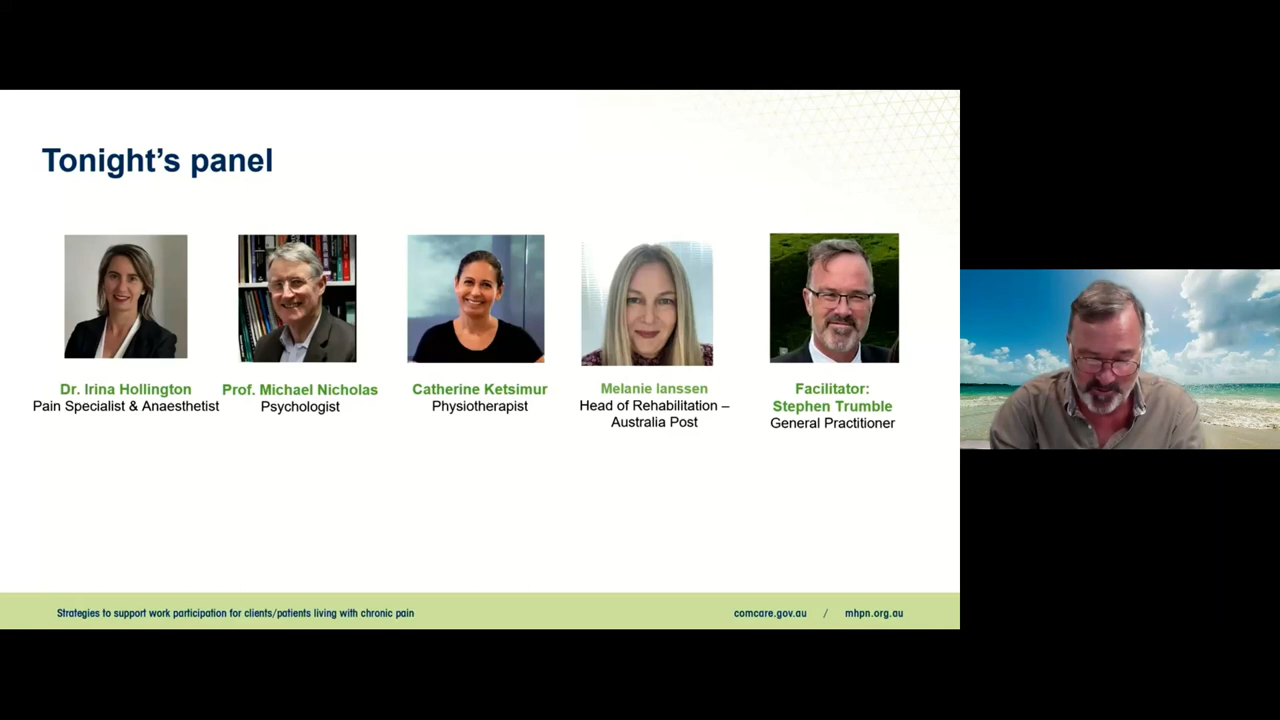 Tonight's panel
Dr. Irina Hollington
Pain Specialist & Anaesthetist
Prof. Michael Nicholas
Psychologist
Catherine Ketsimur
Physiotherapist
Melanie Ianssen
Head of Rehabilitation –
Australia Post
Facilitator:
Stephen Trumble
General Practitioner
Strategies to support work participation for clients/patients living with chronic pain
comcare.gov.au / mhpn.org.au